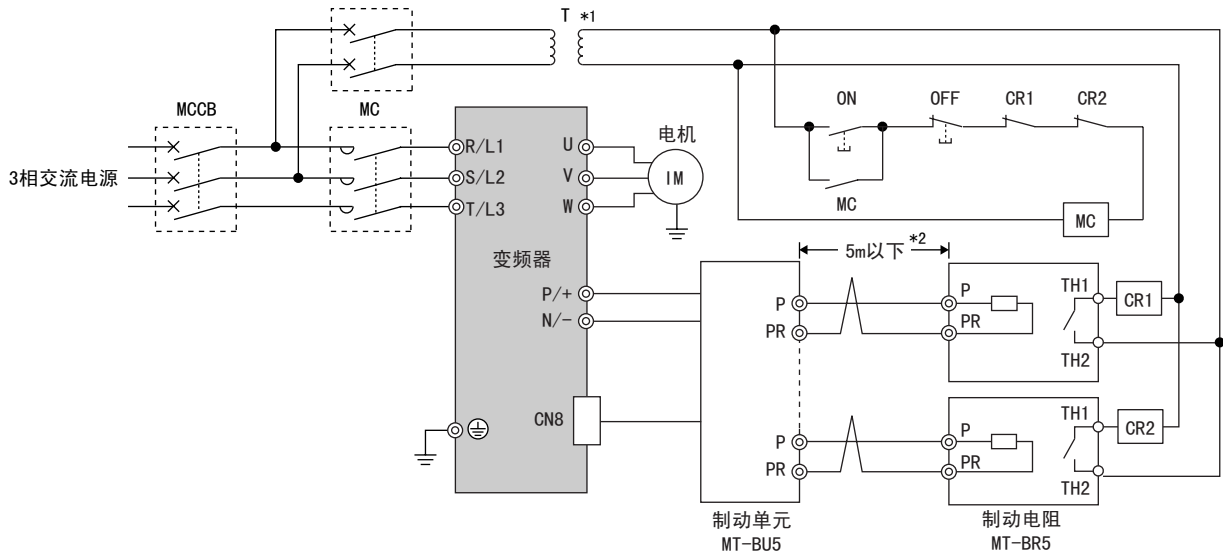 T *1
MCCB
MC
ON
OFF
CR1
CR2
R/L1
U
电机
3相交流电源
S/L2
V
IM
T/L3
W
MC
MC
变频器
5m以下 *2
P/+
N/-
P
PR
P
PR
TH1
TH2
CR1
CN8
P
PR
P
PR
TH1
TH2
CR2
制动单元
MT-BU5
制动电阻
MT-BR5